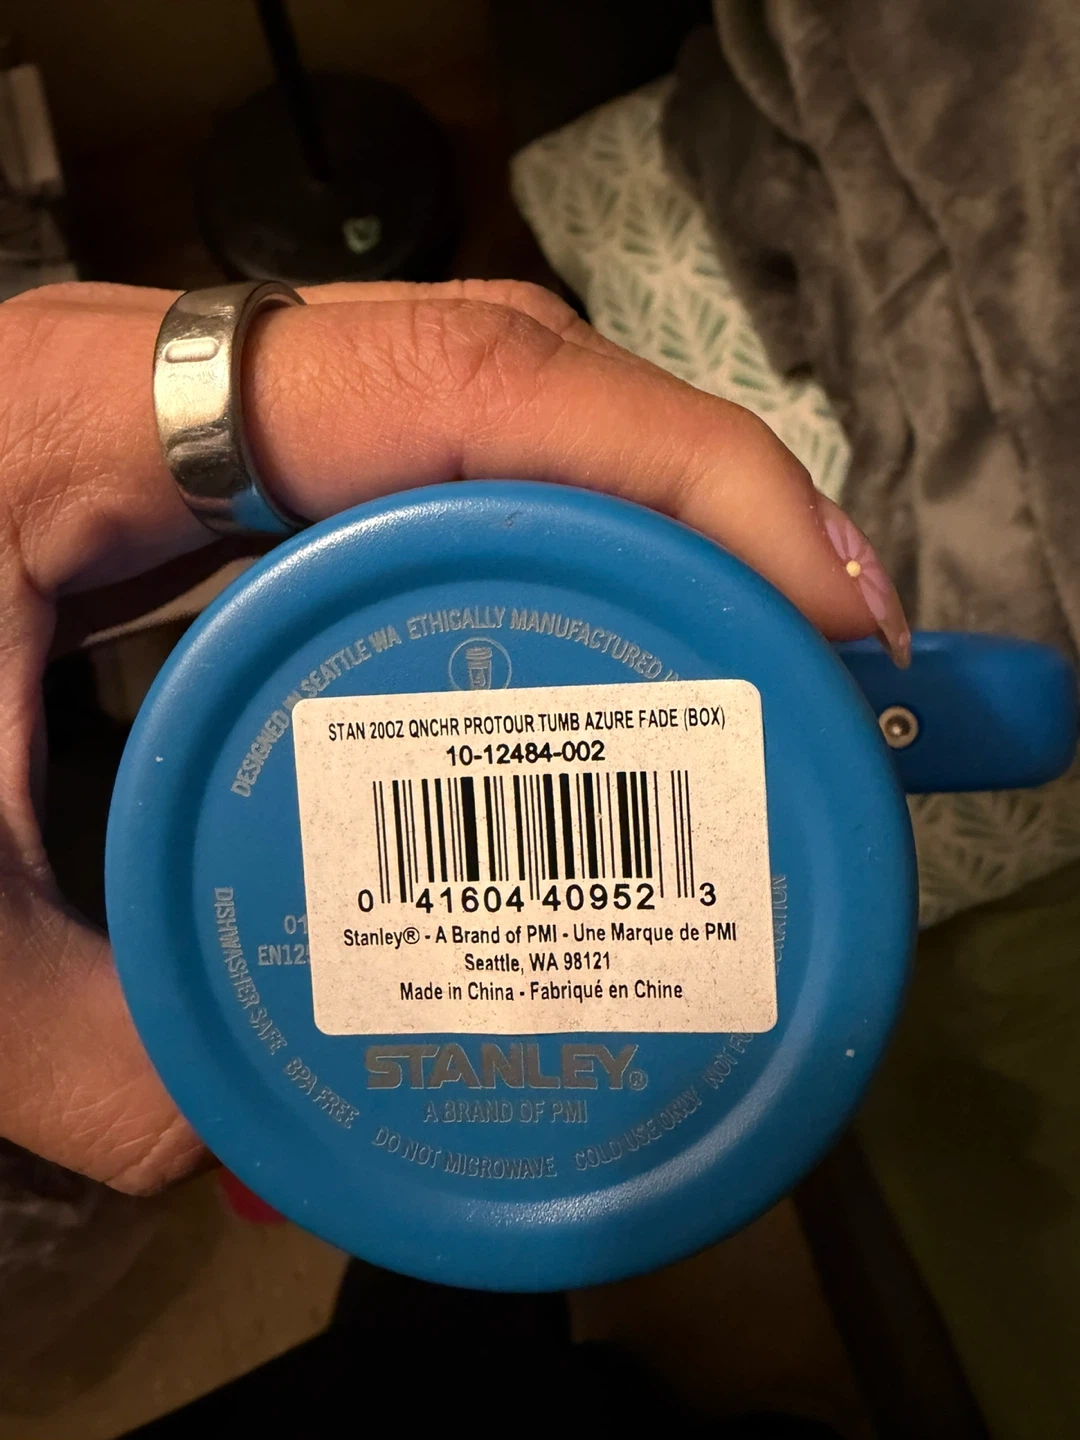 DESIGNED IN SEATTLE WA ETHICALLY MANUFACTURED
STAN 20OZ QNCHR PROTOUR TUMB AZURE FADE (BOX)
10-12484-002
0 41604 40952 3
Stanley® - A Brand of PMI - Une Marque de PMI
Seattle, WA 98121
Made in China - Fabriqué en Chine
STANLEY®
A BRAND OF PMI
DISHWASHER SAFE BPA FREE DO NOT MICROWAVE COLD USE ONLY NOT